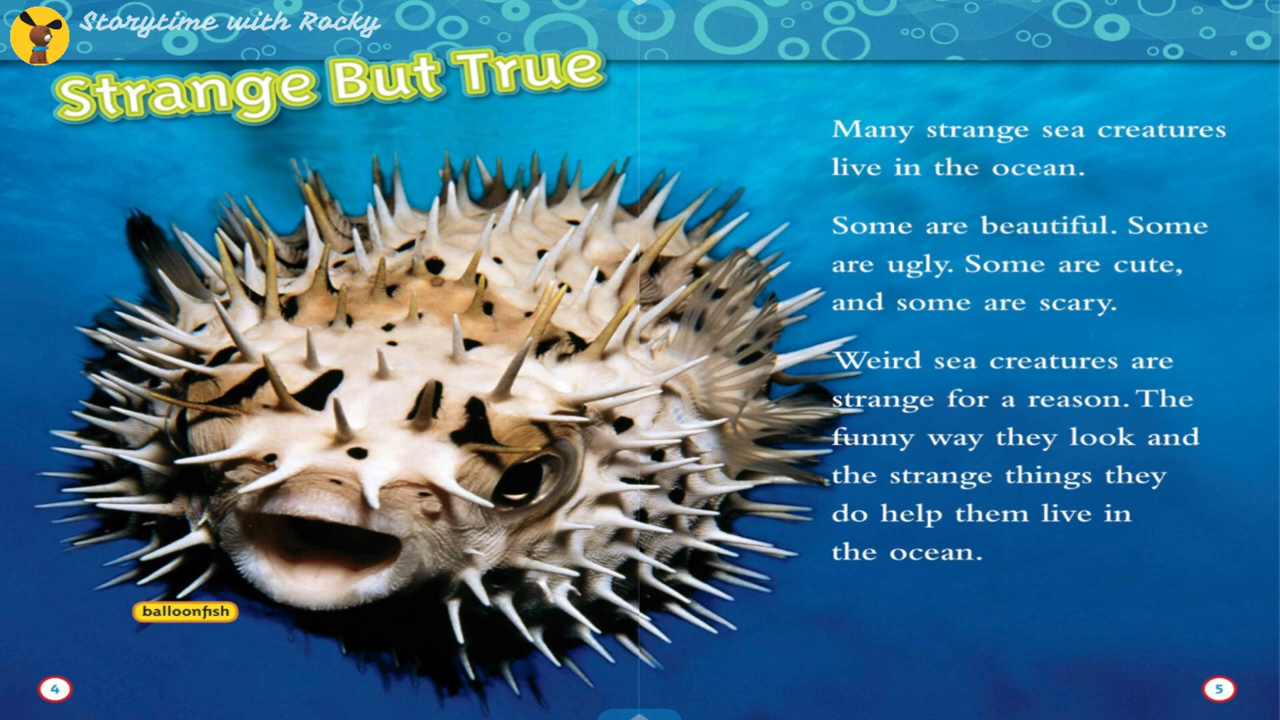 Storytime with Rocky
Strange But True
Many strange sea creatures
live in the ocean.
Some are beautiful. Some
are ugly. Some are cute,
and some are scary.
Weird sea creatures are
strange for a reason. The
funny way they look and
the strange things they
do help them live in
the ocean.
balloonfish
4
5